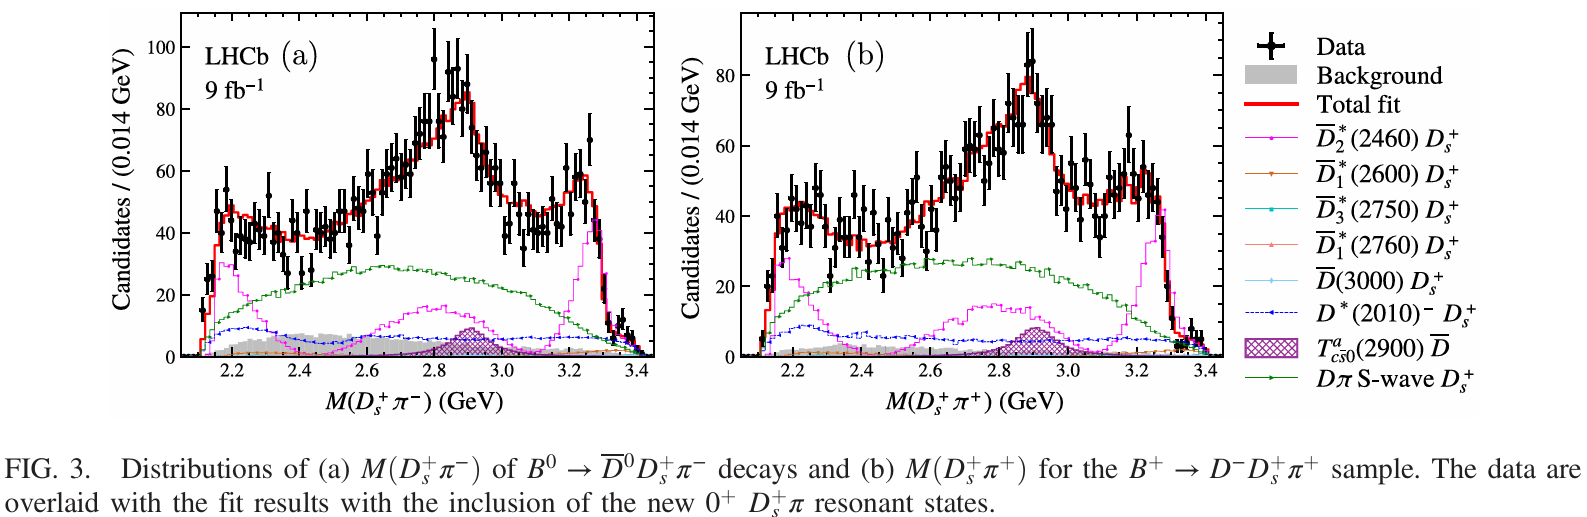 LHCb (a)
9 fb⁻¹
Candidates / (0.014 GeV)
100
80
60
40
20
0
2.2 2.4 2.6 2.8 3.0 3.2 3.4
M(D_s^+ π^−) (GeV)
LHCb (b)
9 fb⁻¹
Candidates / (0.014 GeV)
80
60
40
20
0
2.2 2.4 2.6 2.8 3.0 3.2 3.4
M(D_s^+ π^+) (GeV)
Data
Background
Total fit
D̅_2^*(2460) D_s^+
D̅_1^*(2600) D_s^+
D̅_3^*(2750) D_s^+
D̅_1^*(2760) D_s^+
D̅(3000) D_s^+
D^*(2010)^− D_s^+
T_{cs̅0}^a(2900) D̅
Dπ S-wave D_s^+
FIG. 3. Distributions of (a) M(D_s^+ π^−) of B^0 → D̅^0 D_s^+ π^− decays and (b) M(D_s^+ π^+) for the B^+ → D^− D_s^+ π^+ sample. The data are
overlaid with the fit results with the inclusion of the new 0^+ D_s^+ π resonant states.